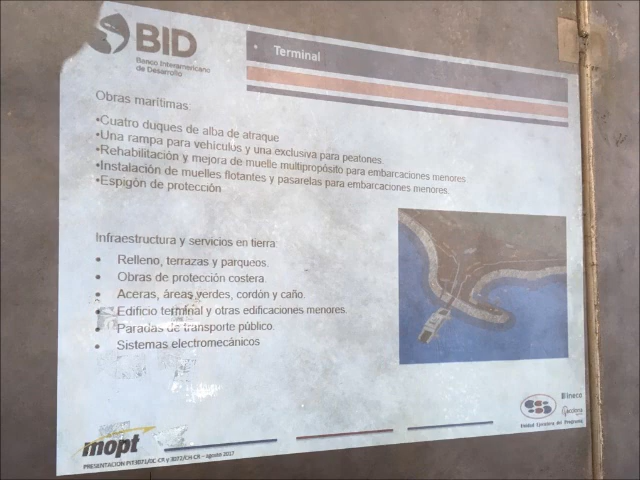 BID
Banco Interamericano
de Desarrollo
• Terminal
Obras marítimas:
•Cuatro duques de alba de atraque
•Una rampa para vehículos y una exclusiva para peatones.
•Rehabilitación y mejora de muelle multipropósito para embarcaciones menores.
•Instalación de muelles flotantes y pasarelas para embarcaciones menores.
•Espigón de protección
Infraestructura y servicios en tierra:
• Relleno, terrazas y parqueos.
• Obras de protección costera.
• Aceras, áreas verdes, cordón y caño.
• Edificio terminal y otras edificaciones menores.
• Paradas de transporte público.
• Sistemas electromecánicos
mopt
Ineco
Unidad Ejecutora del Programa